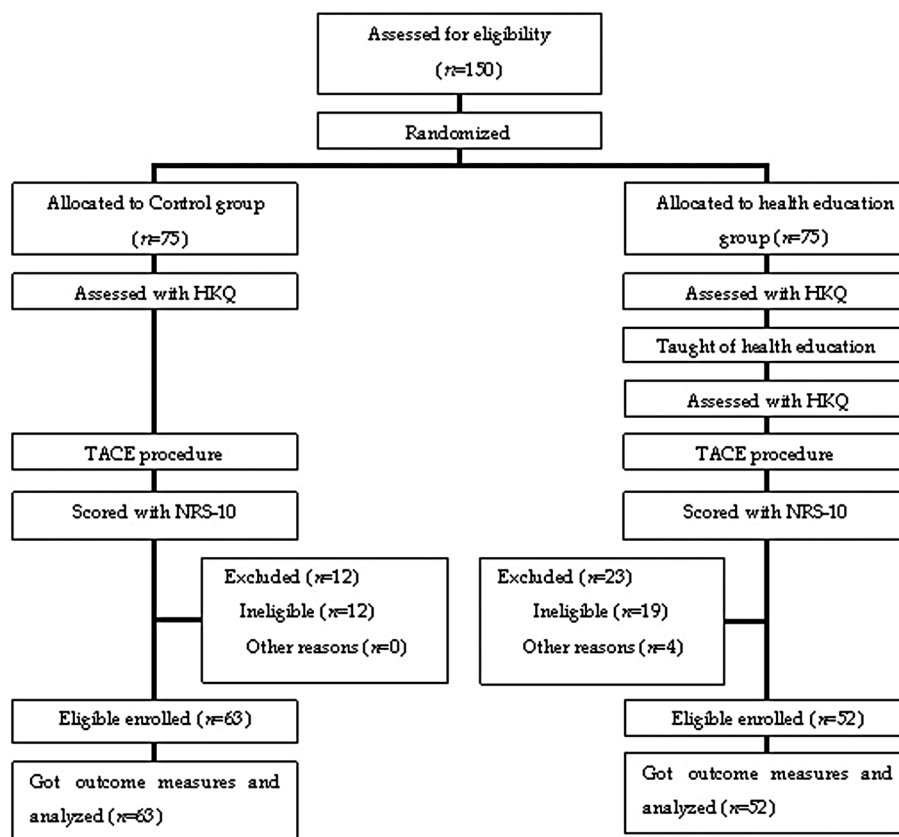 Assessed for eligibility
(n=150)
Randomized
Allocated to Control group
(n=75)
Assessed with HKQ
TACE procedure
Scored with NRS-10
Excluded (n=12)
Ineligible (n=12)
Other reasons (n=0)
Eligible enrolled (n=63)
Got outcome measures and
analyzed (n=63)
Allocated to health education
group (n=75)
Assessed with HKQ
Taught of health education
Assessed with HKQ
TACE procedure
Scored with NRS-10
Excluded (n=23)
Ineligible (n=19)
Other reasons (n=4)
Eligible enrolled (n=52)
Got outcome measures and
analyzed (n=52)